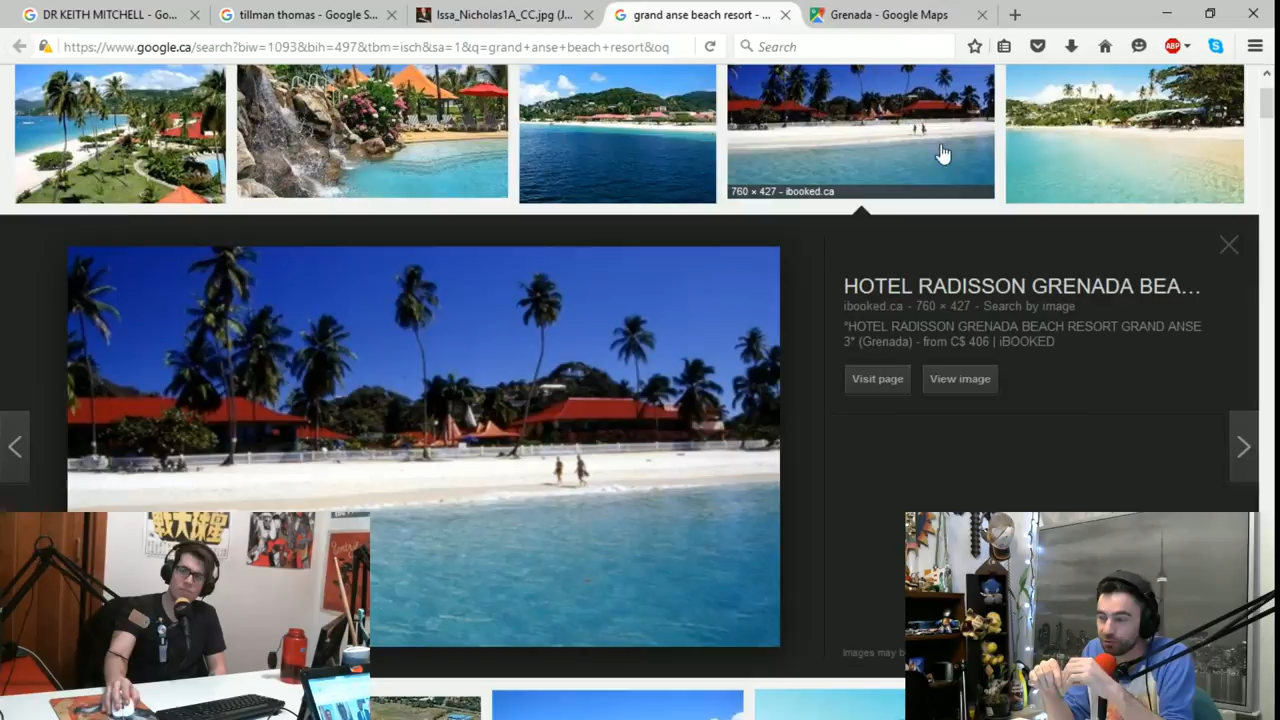 DR KEITH MITCHELL - Go...
tillman thomas - Google S...
Issa_Nicholas1A_CC.jpg (J...
grand anse beach resort - ...
Grenada - Google Maps
https://www.google.ca/search?biw=1093&bih=497&tbm=isch&sa=1&q=grand+anse+beach+resort&oq
Search
ABP
760 × 427 - ibooked.ca
HOTEL RADISSON GRENADA BEA...
ibooked.ca - 760 × 427 - Search by image
"HOTEL RADISSON GRENADA BEACH RESORT GRAND ANSE
3* (Grenada) - from C$ 406 | iBOOKED
Visit page
View image
Images may b